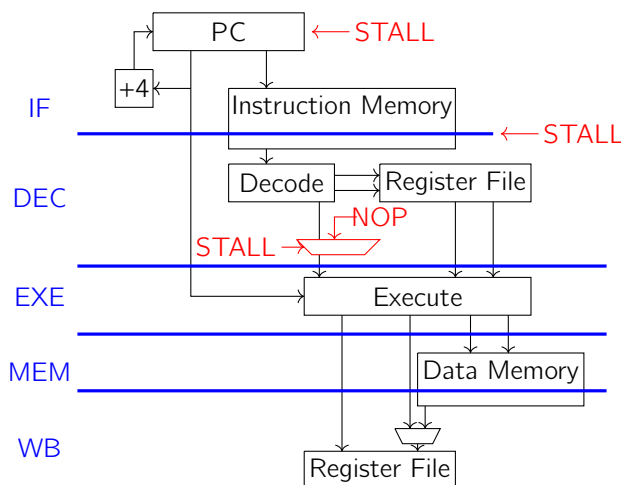 PC
STALL
+4
IF
Instruction Memory
STALL
DEC
Decode
Register File
NOP
STALL
EXE
Execute
MEM
Data Memory
WB
Register File